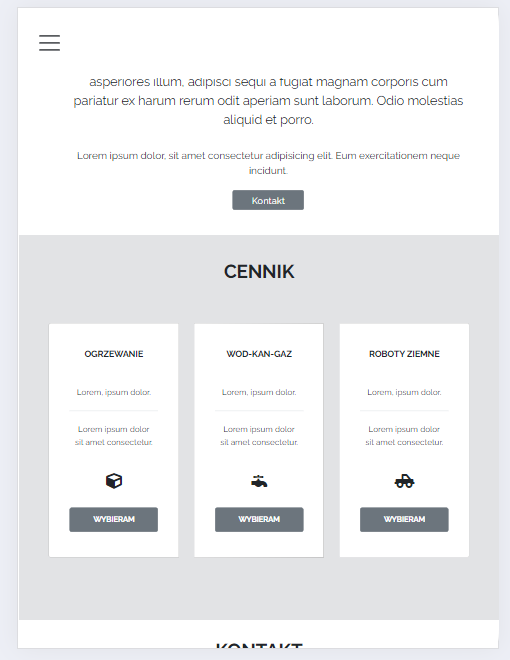 asperiores illum, adipisci sequi a fugiat magnam corporis cum
pariatur ex harum rerum odit aperiam sunt laborum. Odio molestias
aliquid et porro.
Lorem ipsum dolor, sit amet consectetur adipisicing elit. Eum exercitationem neque
incidunt.
Kontakt
CENNIK
OGRZEWANIE
Lorem, ipsum dolor.
Lorem ipsum dolor
sit amet consectetur.
WYBIERAM
WOD-KAN-GAZ
Lorem, ipsum dolor.
Lorem ipsum dolor
sit amet consectetur.
WYBIERAM
ROBOTY ZIEMNE
Lorem, ipsum dolor.
Lorem ipsum dolor
sit amet consectetur.
WYBIERAM
KONTAKT